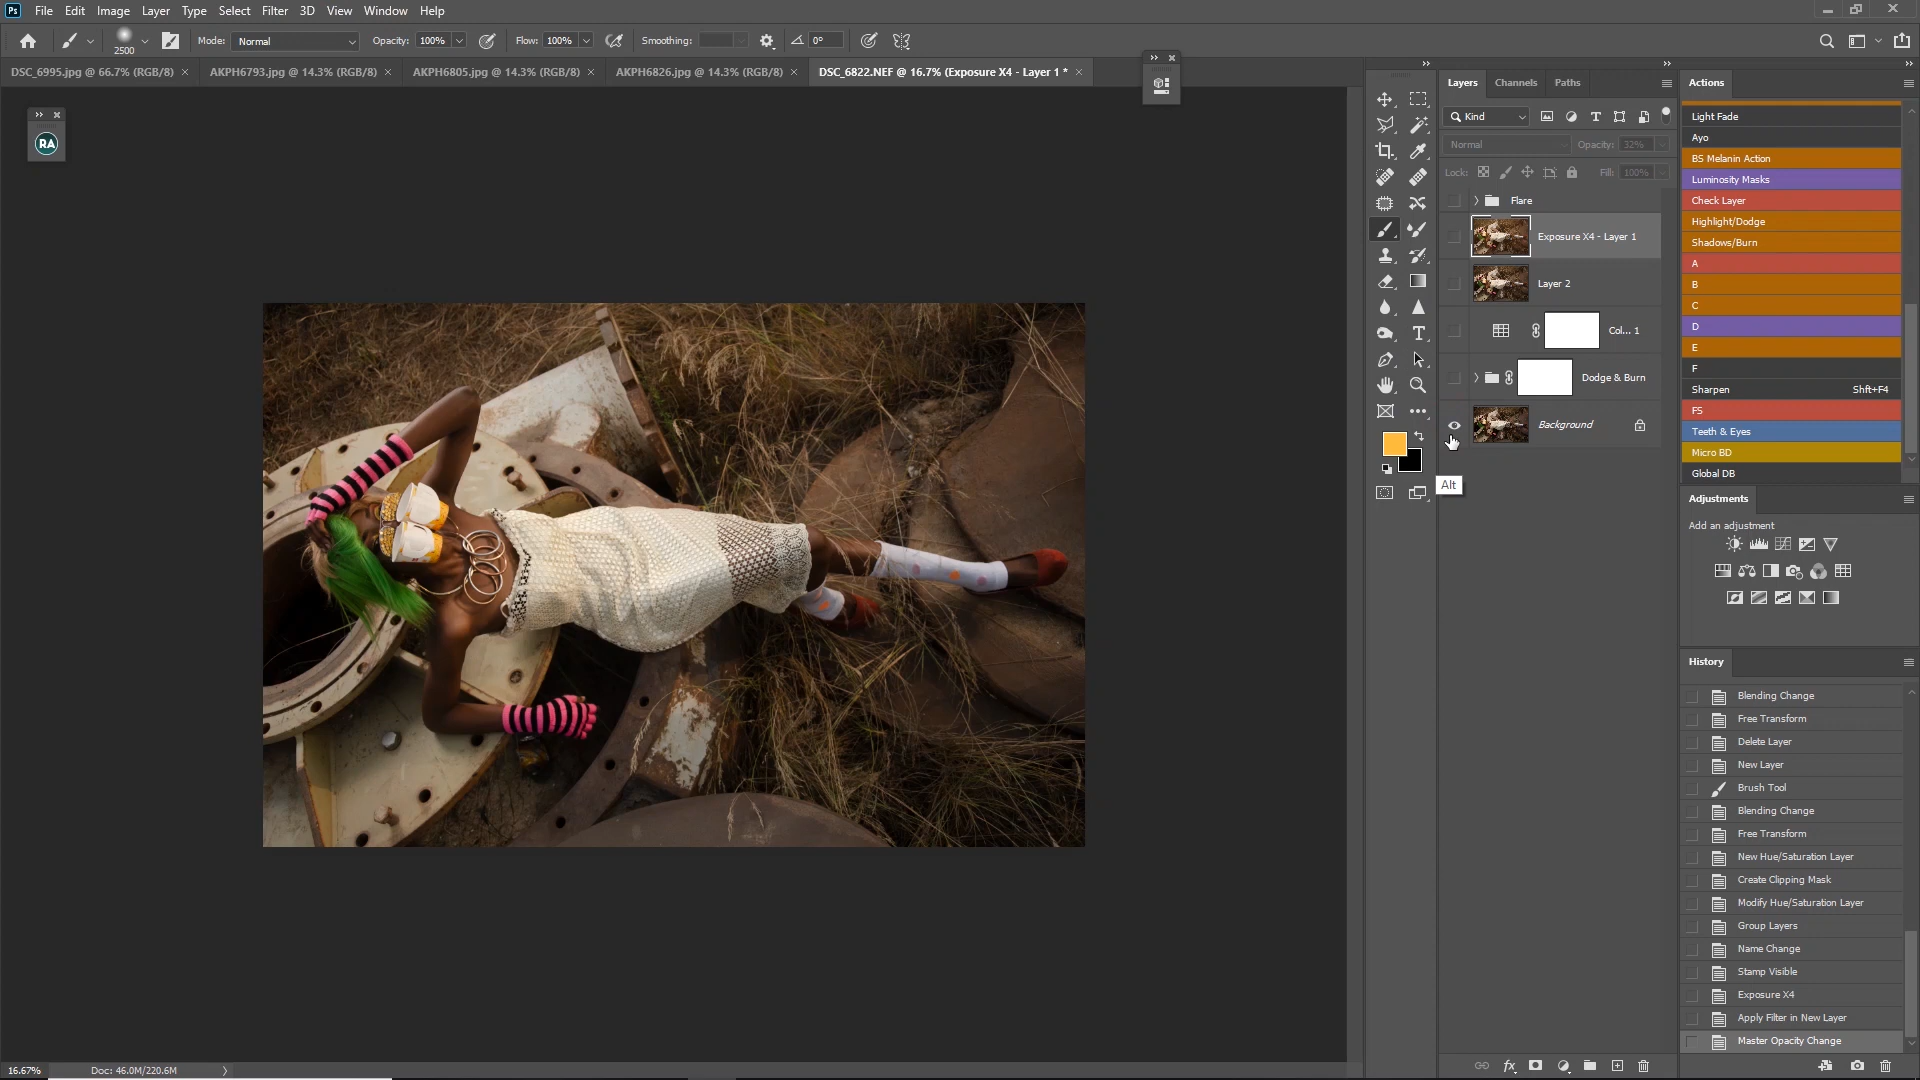 Ps File Edit Image Layer Type Select Filter 3D View Window Help
2500 Mode: Normal Opacity: 100% Flow: 100% Smoothing: 0°
DSC_6995.jpg @ 66.7% (RGB/8) AKPH6793.jpg @ 14.3% (RGB/8) AKPH6805.jpg @ 14.3% (RGB/8) AKPH6826.jpg @ 14.3% (RGB/8) DSC_6822.NEF @ 16.7% (Exposure X4 - Layer 1 *
RA
Layers Channels Paths
Kind
Normal Opacity: 32%
Lock: Fill: 100%
Flare
Exposure X4 - Layer 1
Layer 2
Col... 1
Dodge & Burn
Background
Alt
Actions
Light Fade
Ayo
BS Melanin Action
Luminosity Masks
Check Layer
Highlight/Dodge
Shadows/Burn
A
B
C
D
E
F
Sharpen Shft+F4
FS
Teeth & Eyes
Micro BD
Global DB
Adjustments
Add an adjustment
History
Blending Change
Free Transform
Delete Layer
New Layer
Brush Tool
Blending Change
Free Transform
New Hue/Saturation Layer
Create Clipping Mask
Modify Hue/Saturation Layer
Group Layers
Name Change
Stamp Visible
Exposure X4
Apply Filter in New Layer
Master Opacity Change
16.67% Doc: 46.0M/220.6M